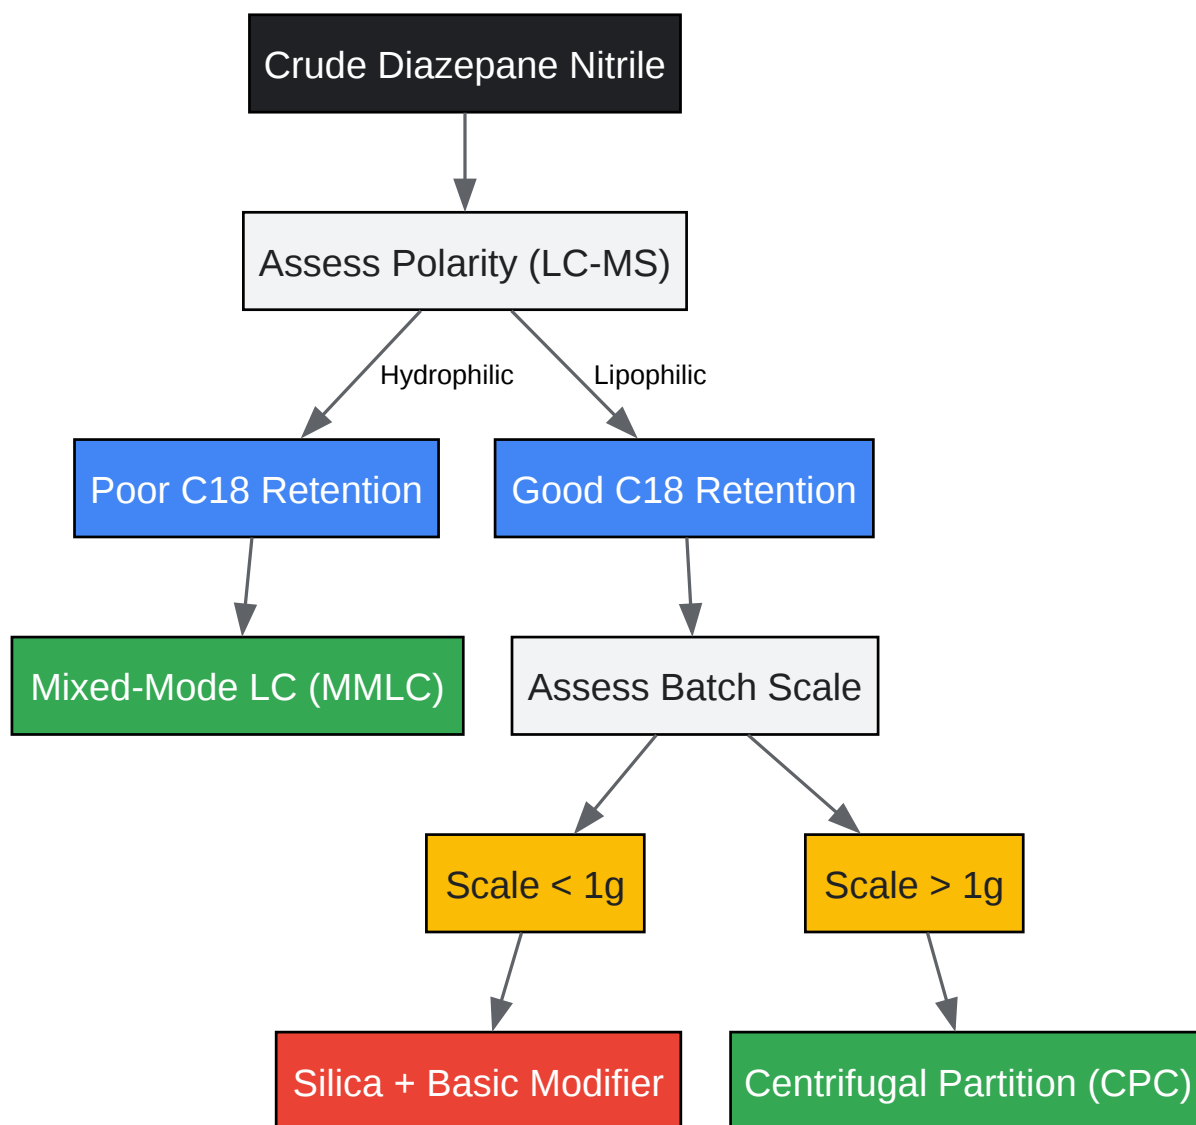 Crude Diazepane Nitrile
Assess Polarity (LC-MS)
Hydrophilic
Lipophilic
Poor C18 Retention
Good C18 Retention
Mixed-Mode LC (MMLC)
Assess Batch Scale
Scale < 1g
Scale > 1g
Silica + Basic Modifier
Centrifugal Partition (CPC)